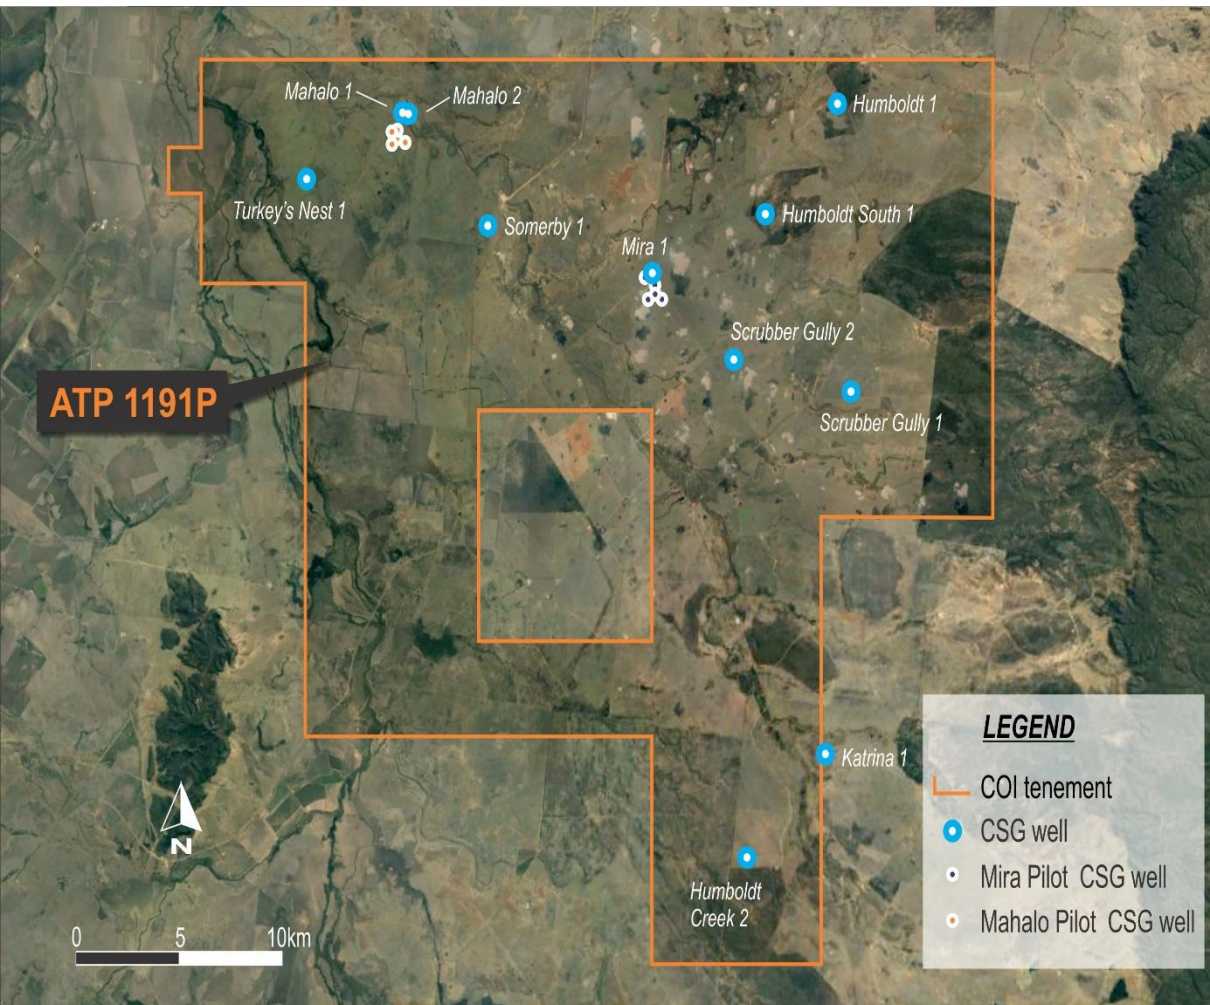 Mahalo 1
Mahalo 2
Humboldt 1
Turkey's Nest 1
Somerby 1
Humboldt South 1
Mira 1
Scrubber Gully 2
ATP 1191P
Scrubber Gully 1
Katrina 1
Humboldt
Creek 2
LEGEND
COI tenement
CSG well
Mira Pilot CSG well
Mahalo Pilot CSG well
N
0 5 10km